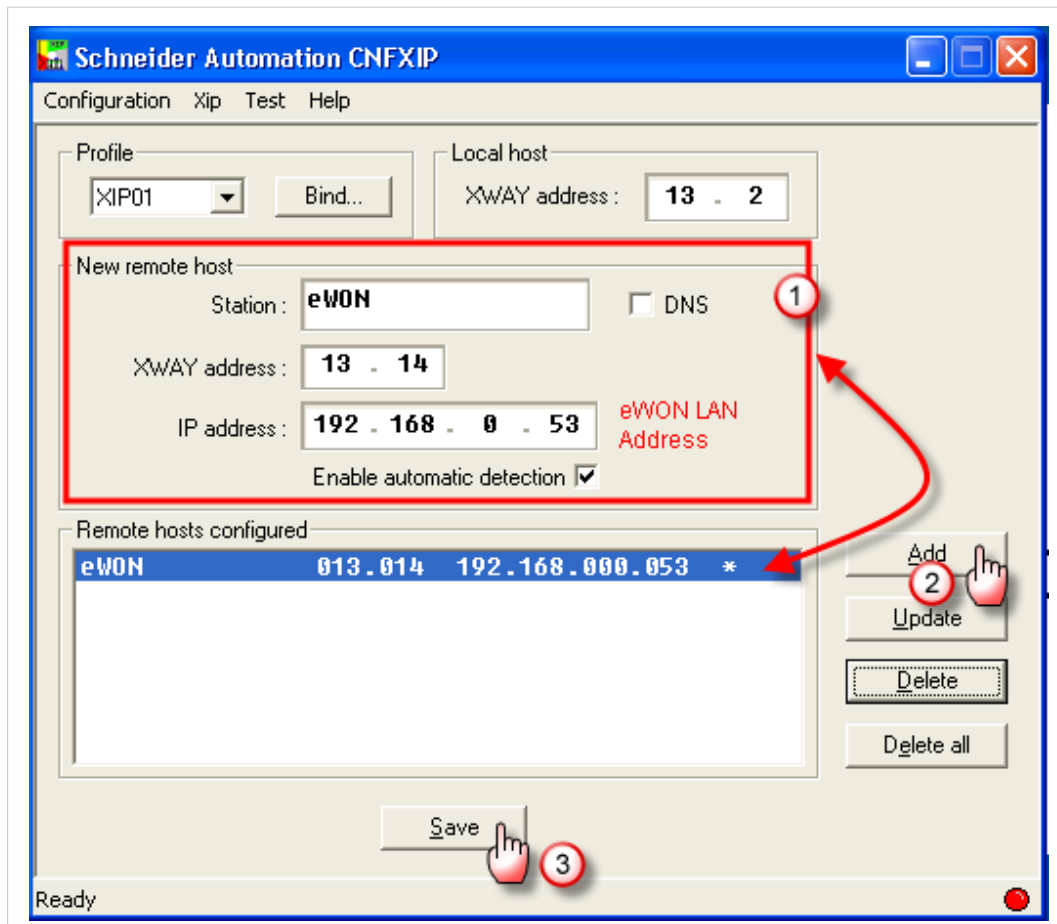 Schneider Automation CNFXIP
Configuration Xip Test Help
Profile
XIP01
Bind...
Local host
XWAY address : 13 . 2
New remote host
Station : eWON
DNS
1
XWAY address : 13 . 14
IP address : 192 . 168 . 0 . 53
eWON LAN
Address
Enable automatic detection
Remote hosts configured
eWON 013.014 192.168.000.053 *
Add
2
Update
Delete
Delete all
Save
3
Ready